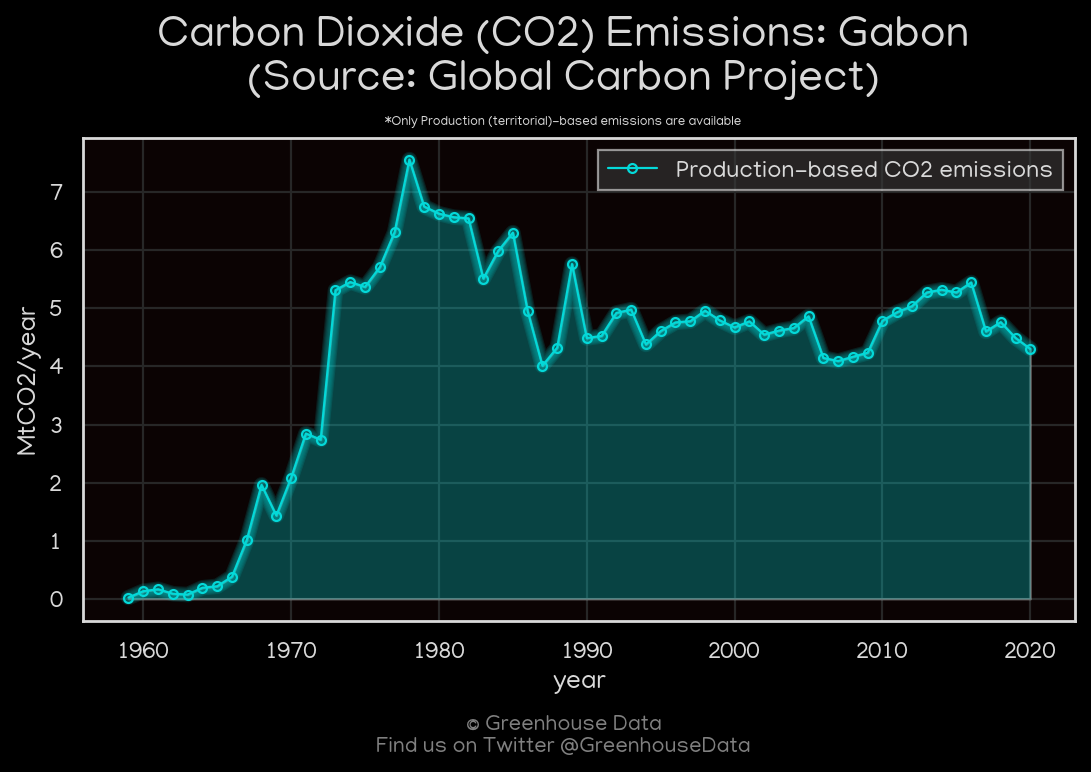 Carbon Dioxide (CO2) Emissions: Gabon
(Source: Global Carbon Project)
*Only Production (territorial)-based emissions are available
Production-based CO2 emissions
MtCO2/year
7
6
5
4
3
2
1
0
1960 1970 1980 1990 2000 2010 2020
year
© Greenhouse Data
Find us on Twitter @GreenhouseData